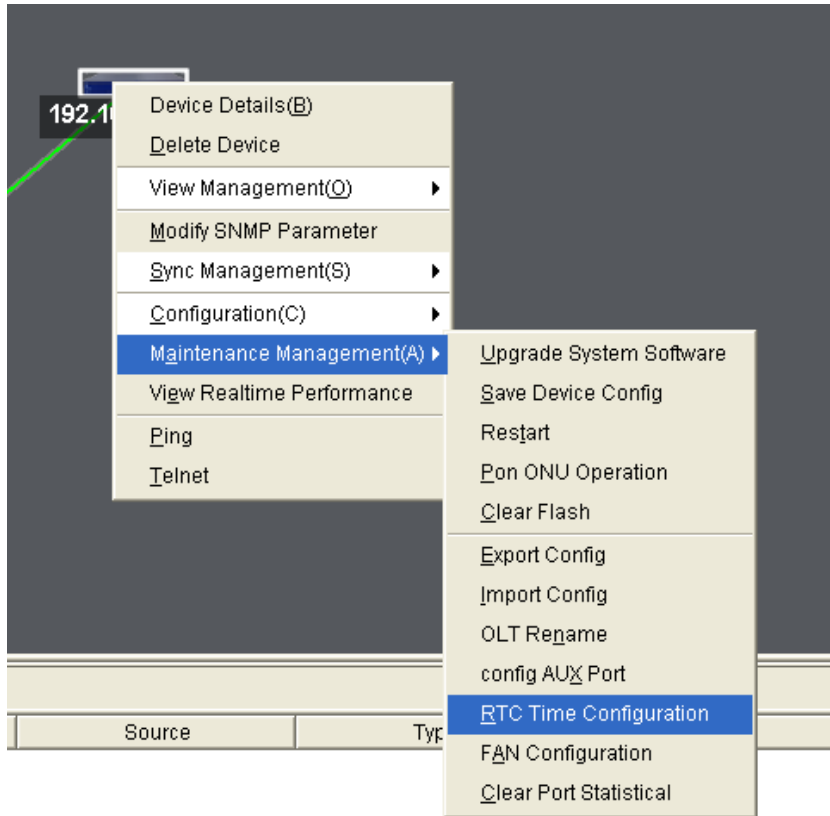 192.1
Device Details(B)
Delete Device
View Management(O)
Modify SNMP Parameter
Sync Management(S)
Configuration(C)
Maintenance Management(A)
View Realtime Performance
Ping
Telnet
Upgrade System Software
Save Device Config
Restart
Pon ONU Operation
Clear Flash
Export Config
Import Config
OLT Rename
config AUX Port
RTC Time Configuration
FAN Configuration
Clear Port Statistical
Source
Typ